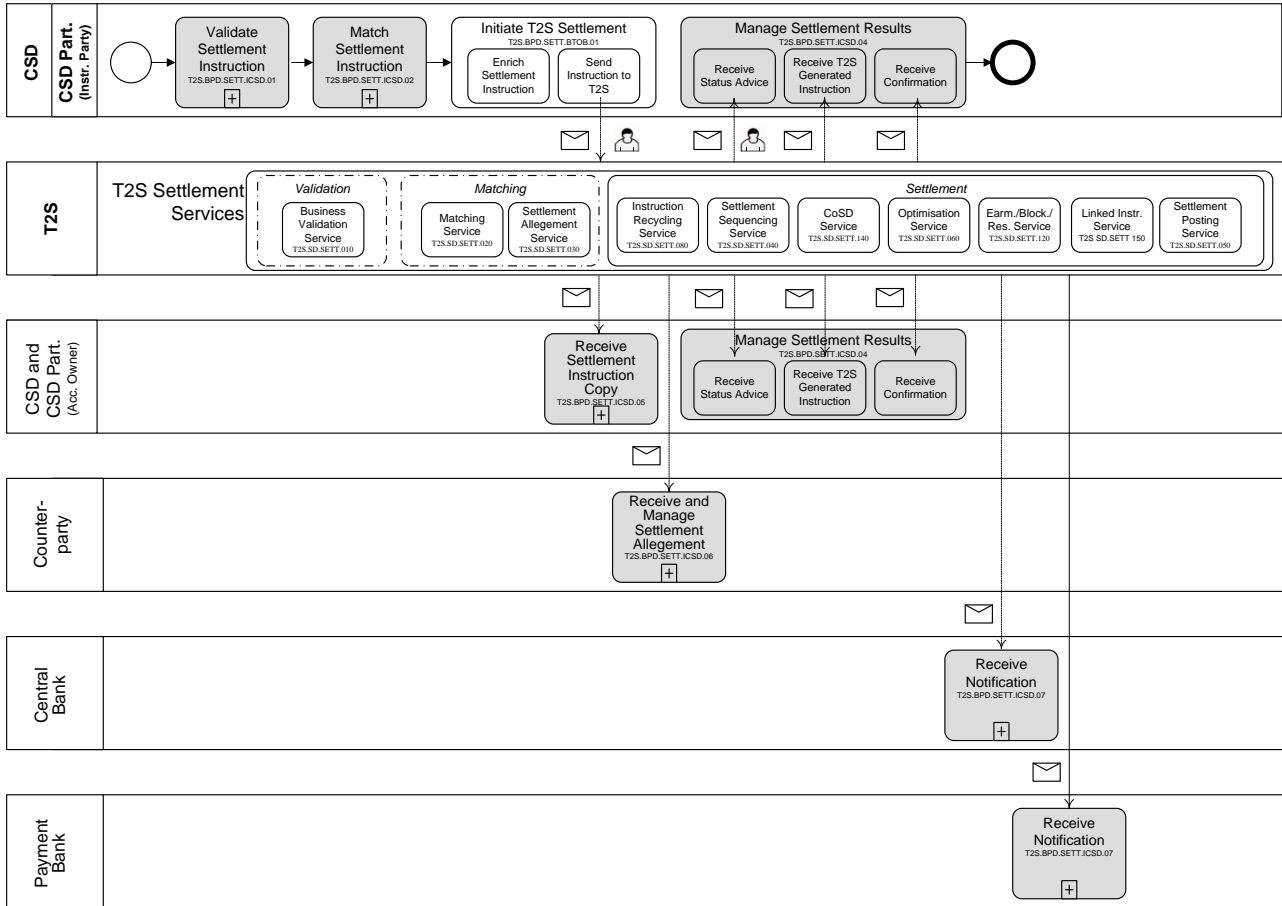 CSD
CSD Part.
(Instr. Party)
Validate
Settlement
Instruction
T2S.BPD.SETT.ICSD.01
+
Match
Settlement
Instruction
T2S.BPD.SETT.ICSD.02
+
Initiate T2S Settlement
T2S.BPD.SETT.BTOB.01
Enrich
Settlement
Instruction
Send
Instruction to
T2S
Manage Settlement Results
T2S.BPD.SETT.ICSD.04
Receive
Status Advice
Receive T2S
Generated
Instruction
Receive
Confirmation
T2S
T2S Settlement
Services
Validation
Business
Validation
Service
T2S.SD.SETT.010
Matching
Matching
Service
T2S.SD.SETT.020
Settlement
Allegement
Service
T2S.SD.SETT.030
Settlement
Instruction
Recycling
Service
T2S.SD.SETT.080
Settlement
Sequencing
Service
T2S.SD.SETT.040
CoSD
Service
T2S.SD.SETT.140
Optimisation
Service
T2S.SD.SETT.060
Earm./Block./
Res. Service
T2S.SD.SETT.120
Linked Instr.
Service
T2S SD.SETT 150
Settlement
Posting
Service
T2S.SD.SETT.050
CSD and
CSD Part.
(Acc. Owner)
Receive
Settlement
Instruction
Copy
T2S.BPD.SETT.ICSD.05
+
Manage Settlement Results
T2S.BPD.SETT.ICSD.04
Receive
Status Advice
Receive T2S
Generated
Instruction
Receive
Confirmation
Counter-
party
Receive and
Manage
Settlement
Allegement
T2S.BPD.SETT.ICSD.06
+
Central
Bank
Receive
Notification
T2S.BPD.SETT.ICSD.07
+
Payment
Bank
Receive
Notification
T2S.BPD.SETT.ICSD.07
+